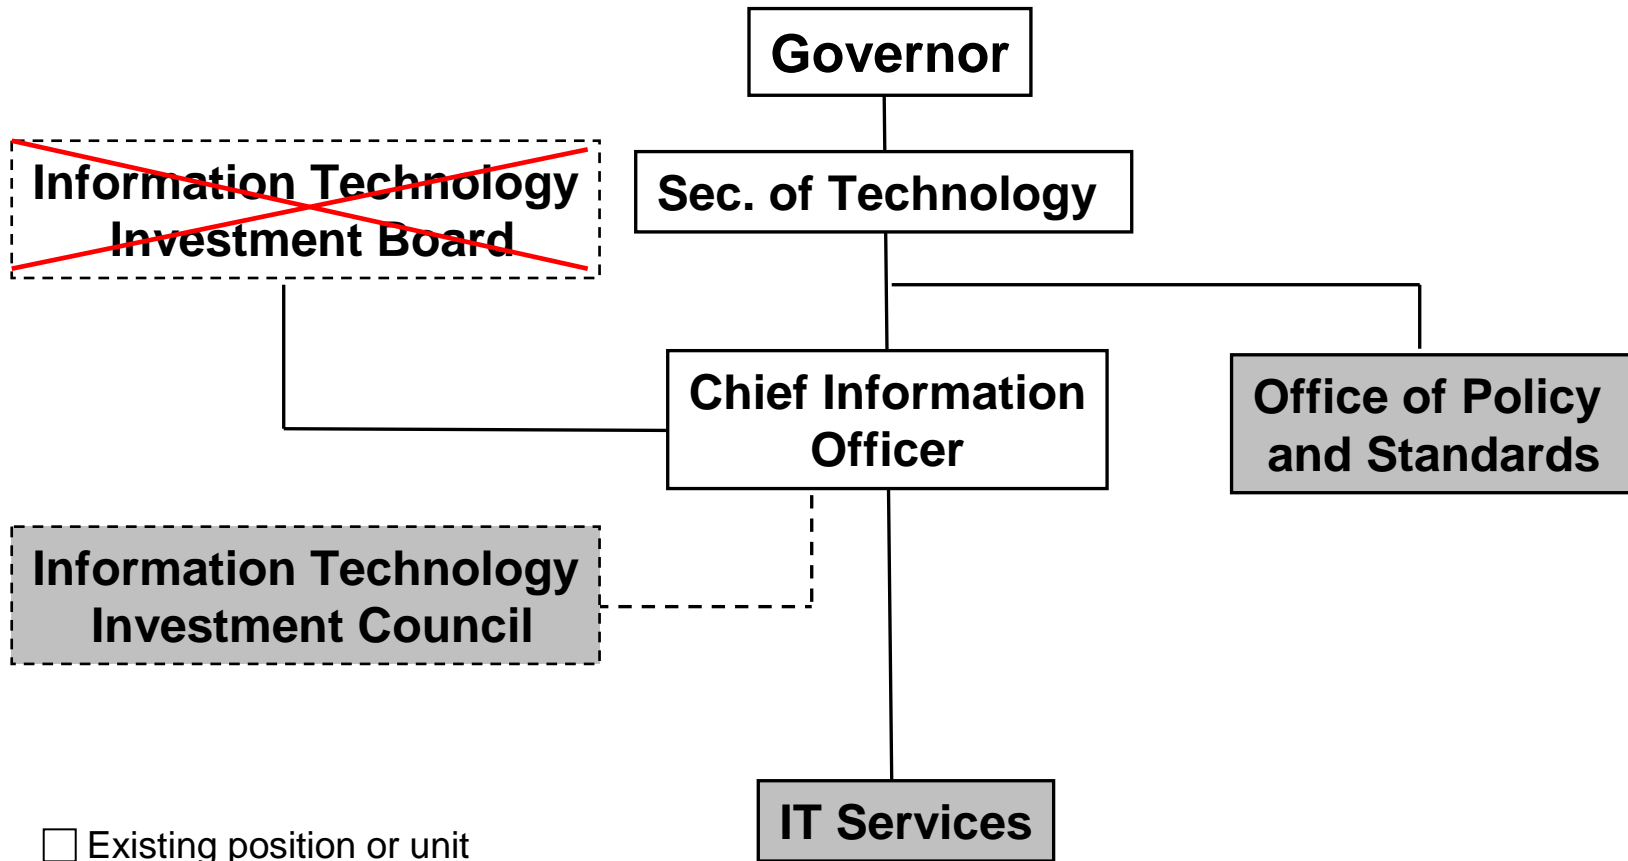 Governor
Information Technology
Investment Board
Sec. of Technology
Chief Information
Officer
Office of Policy
and Standards
Information Technology
Investment Council
IT Services
Existing position or unit